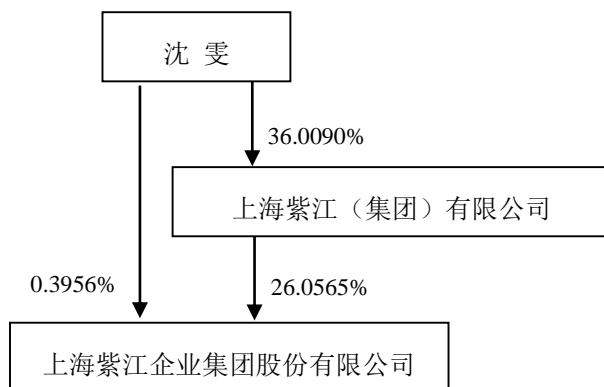 沈 雯
36.0090%
上海紫江（集团）有限公司
0.3956%
26.0565%
上海紫江企业集团股份有限公司